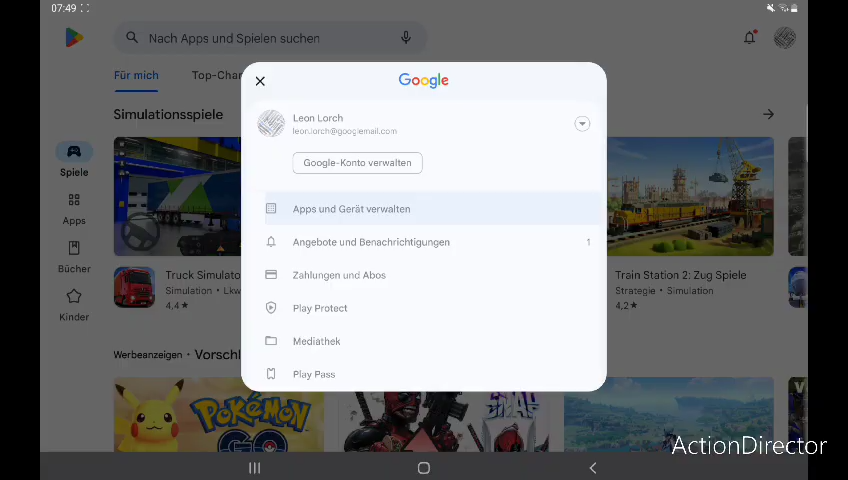 07:49
Nach Apps und Spielen suchen
Google
Für mich
Top-Char
Leon Lorch
leon.lorch@googlemail.com
Simulationsspiele
Google-Konto verwalten
Spiele
Apps und Gerät verwalten
Apps
Angebote und Benachrichtigungen 1
Bücher
Zahlungen und Abos
Truck Simulato
Train Station 2: Zug Spiele
Simulation · Lkw
Strategie · Simulation
4,4★
4,2★
Play Protect
Kinder
Mediathek
Werbeanzeigen · Vorschl
Play Pass
Pokémon
GO
SNAP
ActionDirector